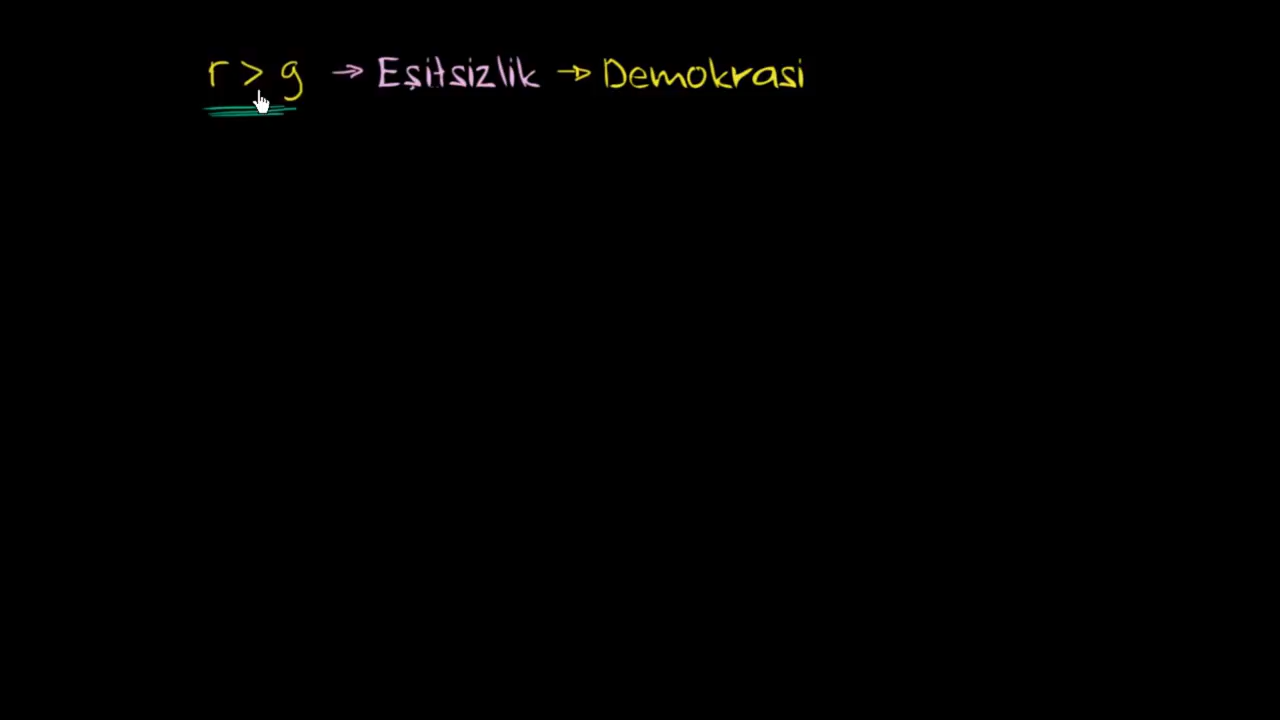 r > g → Eşitsizlik → Demokrasi